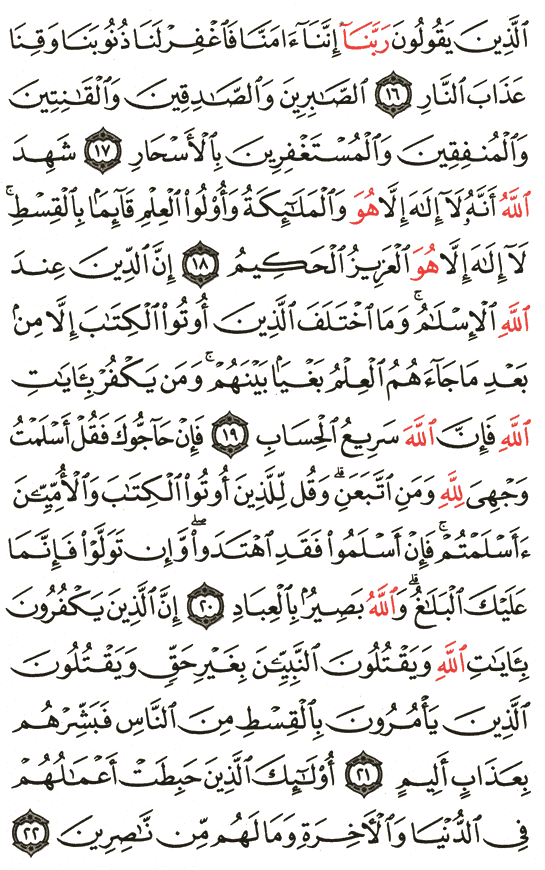 ٱلَّذِينَ يَقُولُونَ رَبَّنَآ إِنَّنَآ ءَامَنَّا فَٱغْفِرْ لَنَا ذُنُوبَنَا وَقِنَا
عَذَابَ ٱلنَّارِ ١٦ ٱلصَّٰبِرِينَ وَٱلصَّٰدِقِينَ وَٱلْقَٰنِتِينَ
وَٱلْمُنفِقِينَ وَٱلْمُسْتَغْفِرِينَ بِٱلْأَسْحَارِ ١٧ شَهِدَ
ٱللَّهُ أَنَّهُۥ لَآ إِلَٰهَ إِلَّا هُوَ وَٱلْمَلَٰٓئِكَةُ وَأُو۟لُوا۟ ٱلْعِلْمِ قَآئِمًۢا بِٱلْقِسْطِ ۚ
لَآ إِلَٰهَ إِلَّا هُوَ ٱلْعَزِيزُ ٱلْحَكِيمُ ١٨ إِنَّ ٱلدِّينَ عِندَ
ٱللَّهِ ٱلْإِسْلَٰمُ ۗ وَمَا ٱخْتَلَفَ ٱلَّذِينَ أُوتُوا۟ ٱلْكِتَٰبَ إِلَّا مِنۢ
بَعْدِ مَا جَآءَهُمُ ٱلْعِلْمُ بَغْيًۢا بَيْنَهُمْ ۗ وَمَن يَكْفُرْ بِـَٔايَٰتِ
ٱللَّهِ فَإِنَّ ٱللَّهَ سَرِيعُ ٱلْحِسَابِ ١٩ فَإِنْ حَآجُّوكَ فَقُلْ أَسْلَمْتُ
وَجْهِىَ لِلَّهِ وَمَنِ ٱتَّبَعَنِ ۗ وَقُل لِّلَّذِينَ أُوتُوا۟ ٱلْكِتَٰبَ وَٱلْأُمِّيِّـۧنَ
ءَأَسْلَمْتُمْ ۚ فَإِنْ أَسْلَمُوا۟ فَقَدِ ٱهْتَدَوا۟ ۖ وَّإِن تَوَلَّوْا۟ فَإِنَّمَا
عَلَيْكَ ٱلْبَلَٰغُ ۗ وَٱللَّهُ بَصِيرٌۢ بِٱلْعِبَادِ ٢٠ إِنَّ ٱلَّذِينَ يَكْفُرُونَ
بِـَٔايَٰتِ ٱللَّهِ وَيَقْتُلُونَ ٱلنَّبِيِّـۧنَ بِغَيْرِ حَقٍّ وَيَقْتُلُونَ
ٱلَّذِينَ يَأْمُرُونَ بِٱلْقِسْطِ مِنَ ٱلنَّاسِ فَبَشِّرْهُم
بِعَذَابٍ أَلِيمٍ ٢١ أُو۟لَٰٓئِكَ ٱلَّذِينَ حَبِطَتْ أَعْمَٰلُهُمْ
فِى ٱلدُّنْيَا وَٱلْءَاخِرَةِ وَمَا لَهُم مِّن نَّٰصِرِينَ ٢٢